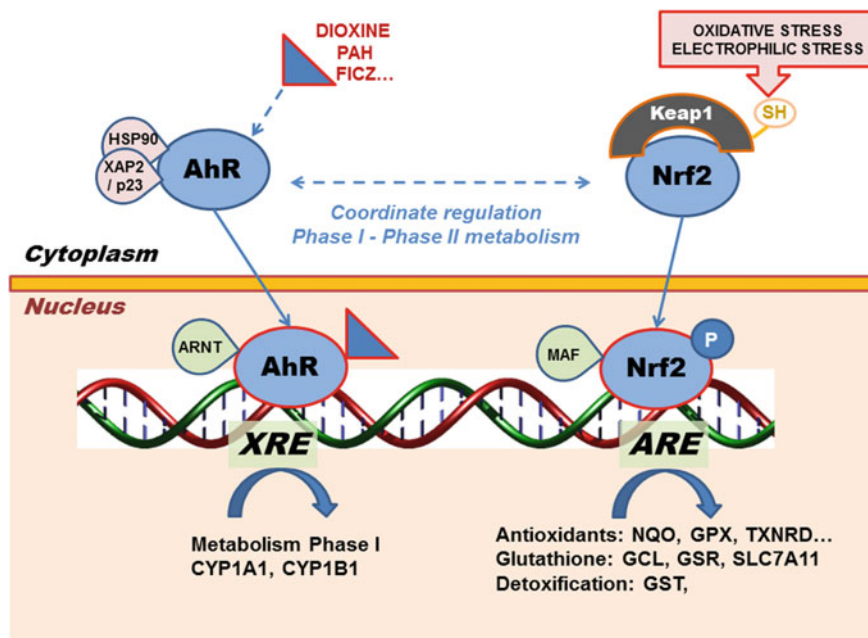 DIOXINE
PAH
FICZ...
OXIDATIVE STRESS
ELECTROPHILIC STRESS
SH
Keap1
HSP90
XAP2
/ p23
AhR
Nrf2
Coordinate regulation
Phase I - Phase II metabolism
Cytoplasm
Nucleus
ARNT
AhR
MAF
Nrf2
P
XRE
ARE
Metabolism Phase I
CYP1A1, CYP1B1
Antioxidants: NQO, GPX, TXNRD...
Glutathione: GCL, GSR, SLC7A11
Detoxification: GST,